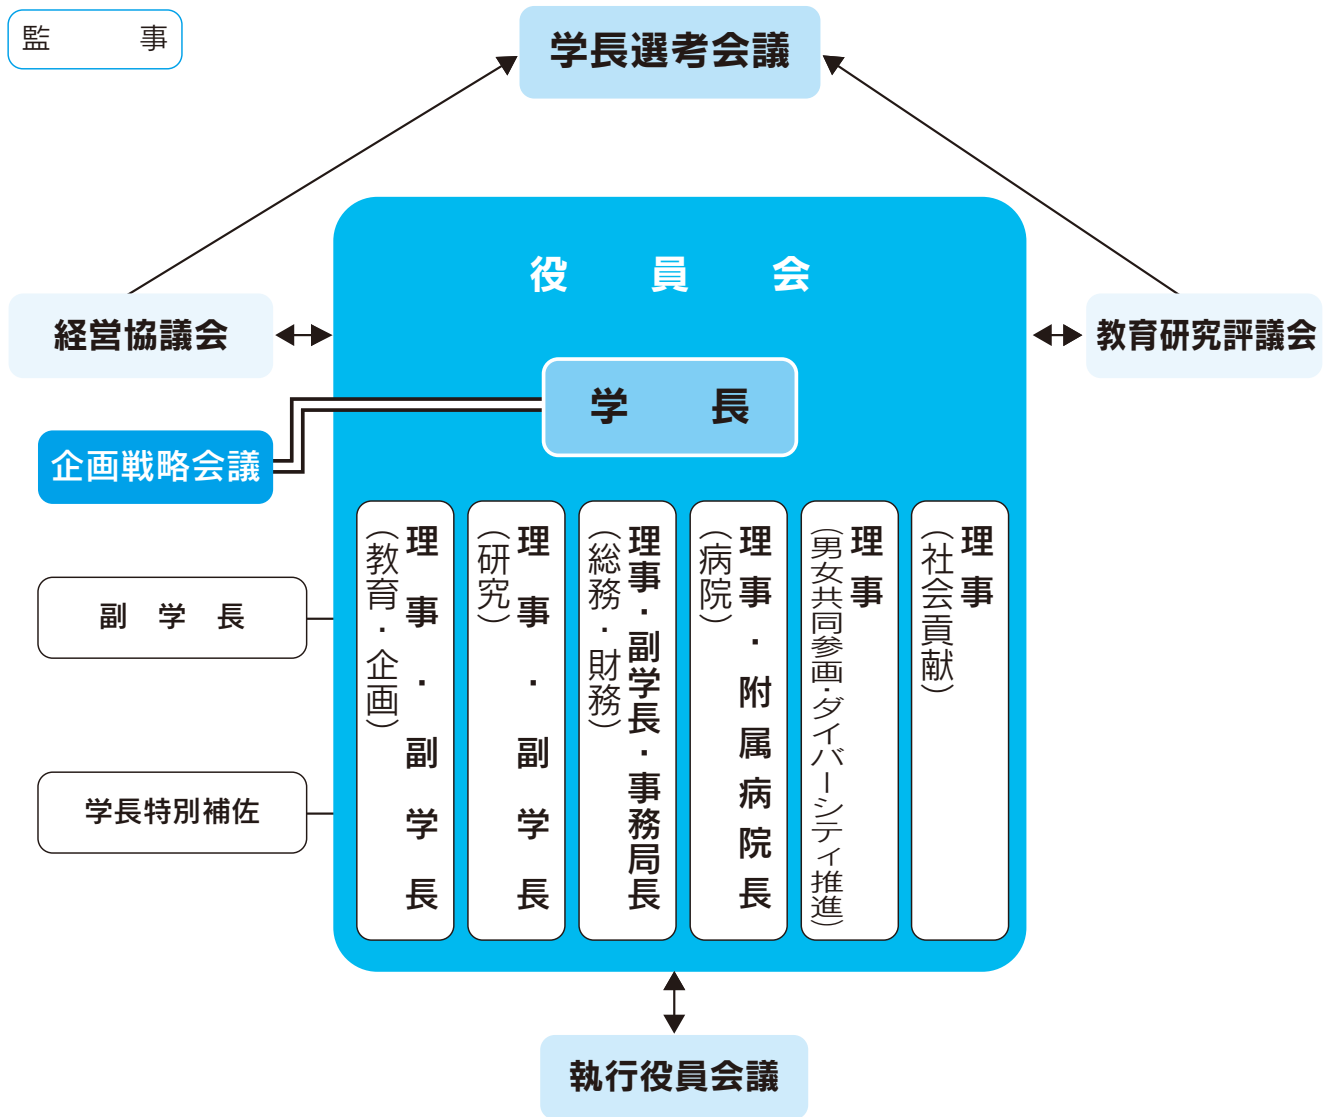 監事
学長選考会議
役員会
経営協議会
教育研究評議会
学長
企画戦略会議
副学長
学長特別補佐
理事・副学長
（教育・企画）
理事・副学長
（研究）
理事・副学長・事務局長
（総務・財務）
理事・附属病院長
（病院）
理事
（男女共同参画・ダイバーシティ推進）
理事
（社会貢献）
執行役員会議